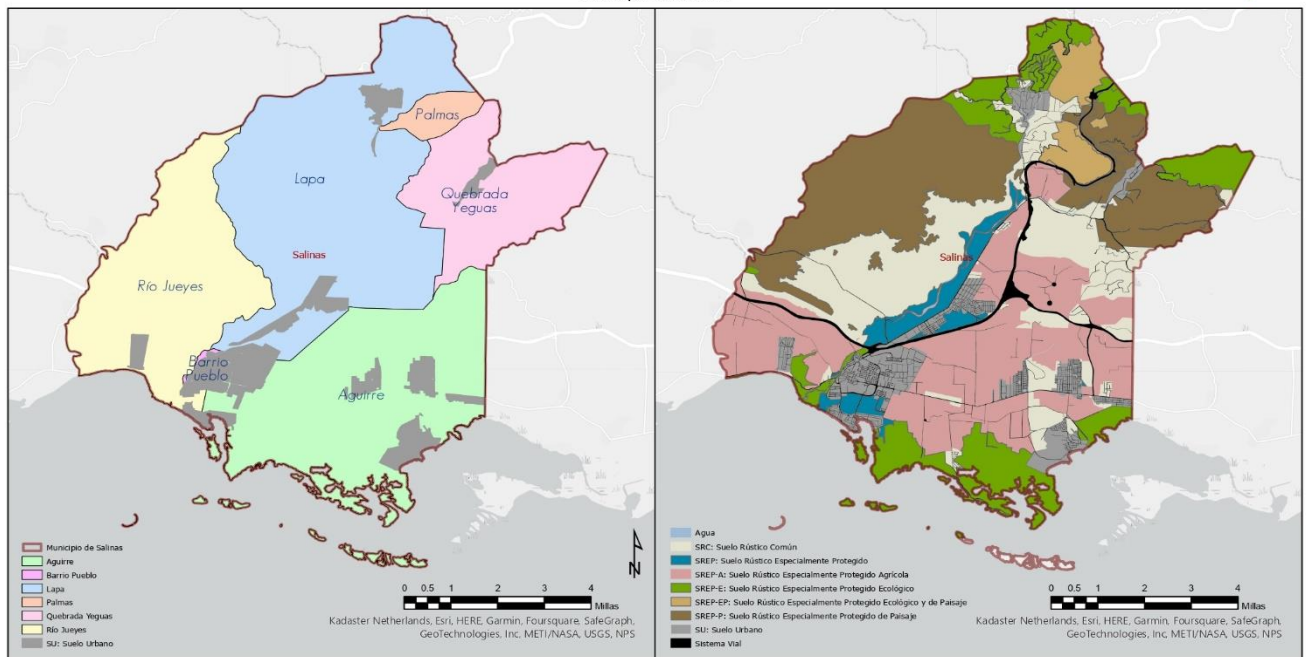 Palmas
Lapa
Quebrada
Yeguas
Salinas
Río Jueyes
Barrio
Pueblo
Aguirre
Municipio de Salinas
Aguirre
Barrio Pueblo
Lapa
Palmas
Quebrada Yeguas
Río Jueyes
SU: Suelo Urbano
N
0 0.5 1 2 3 4
Millas
Kadaster Netherlands, Esri, HERE, Garmin, Foursquare, SafeGraph,
GeoTechnologies, Inc, METI/NASA, USGS, NPS
Salinas
Agua
SRC: Suelo Rústico Común
SREP: Suelo Rústico Especialmente Protegido
SREP-A: Suelo Rústico Especialmente Protegido Agrícola
SREP-E: Suelo Rústico Especialmente Protegido Ecológico
SREP-EP: Suelo Rústico Especialmente Protegido Ecológico y de Paisaje
SREP-P: Suelo Rústico Especialmente Protegido de Paisaje
SU: Suelo Urbano
Sistema Vial
0 0.5 1 2 3 4
Millas
Kadaster Netherlands, Esri, HERE, Garmin, Foursquare, SafeGraph,
GeoTechnologies, Inc, METI/NASA, USGS, NPS